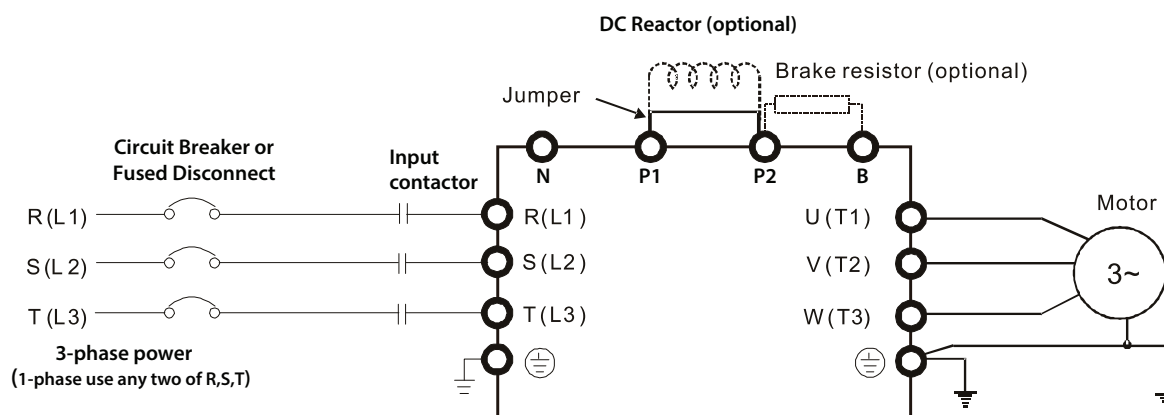 DC Reactor (optional)
Brake resistor (optional)
Jumper
Circuit Breaker or
Fused Disconnect
Input
contactor
N
P1
P2
B
R(L1)
R(L1)
U(T1)
Motor
S(L2)
S(L2)
V(T2)
3~
T(L3)
T(L3)
W(T3)
3-phase power
(1-phase use any two of R,S,T)